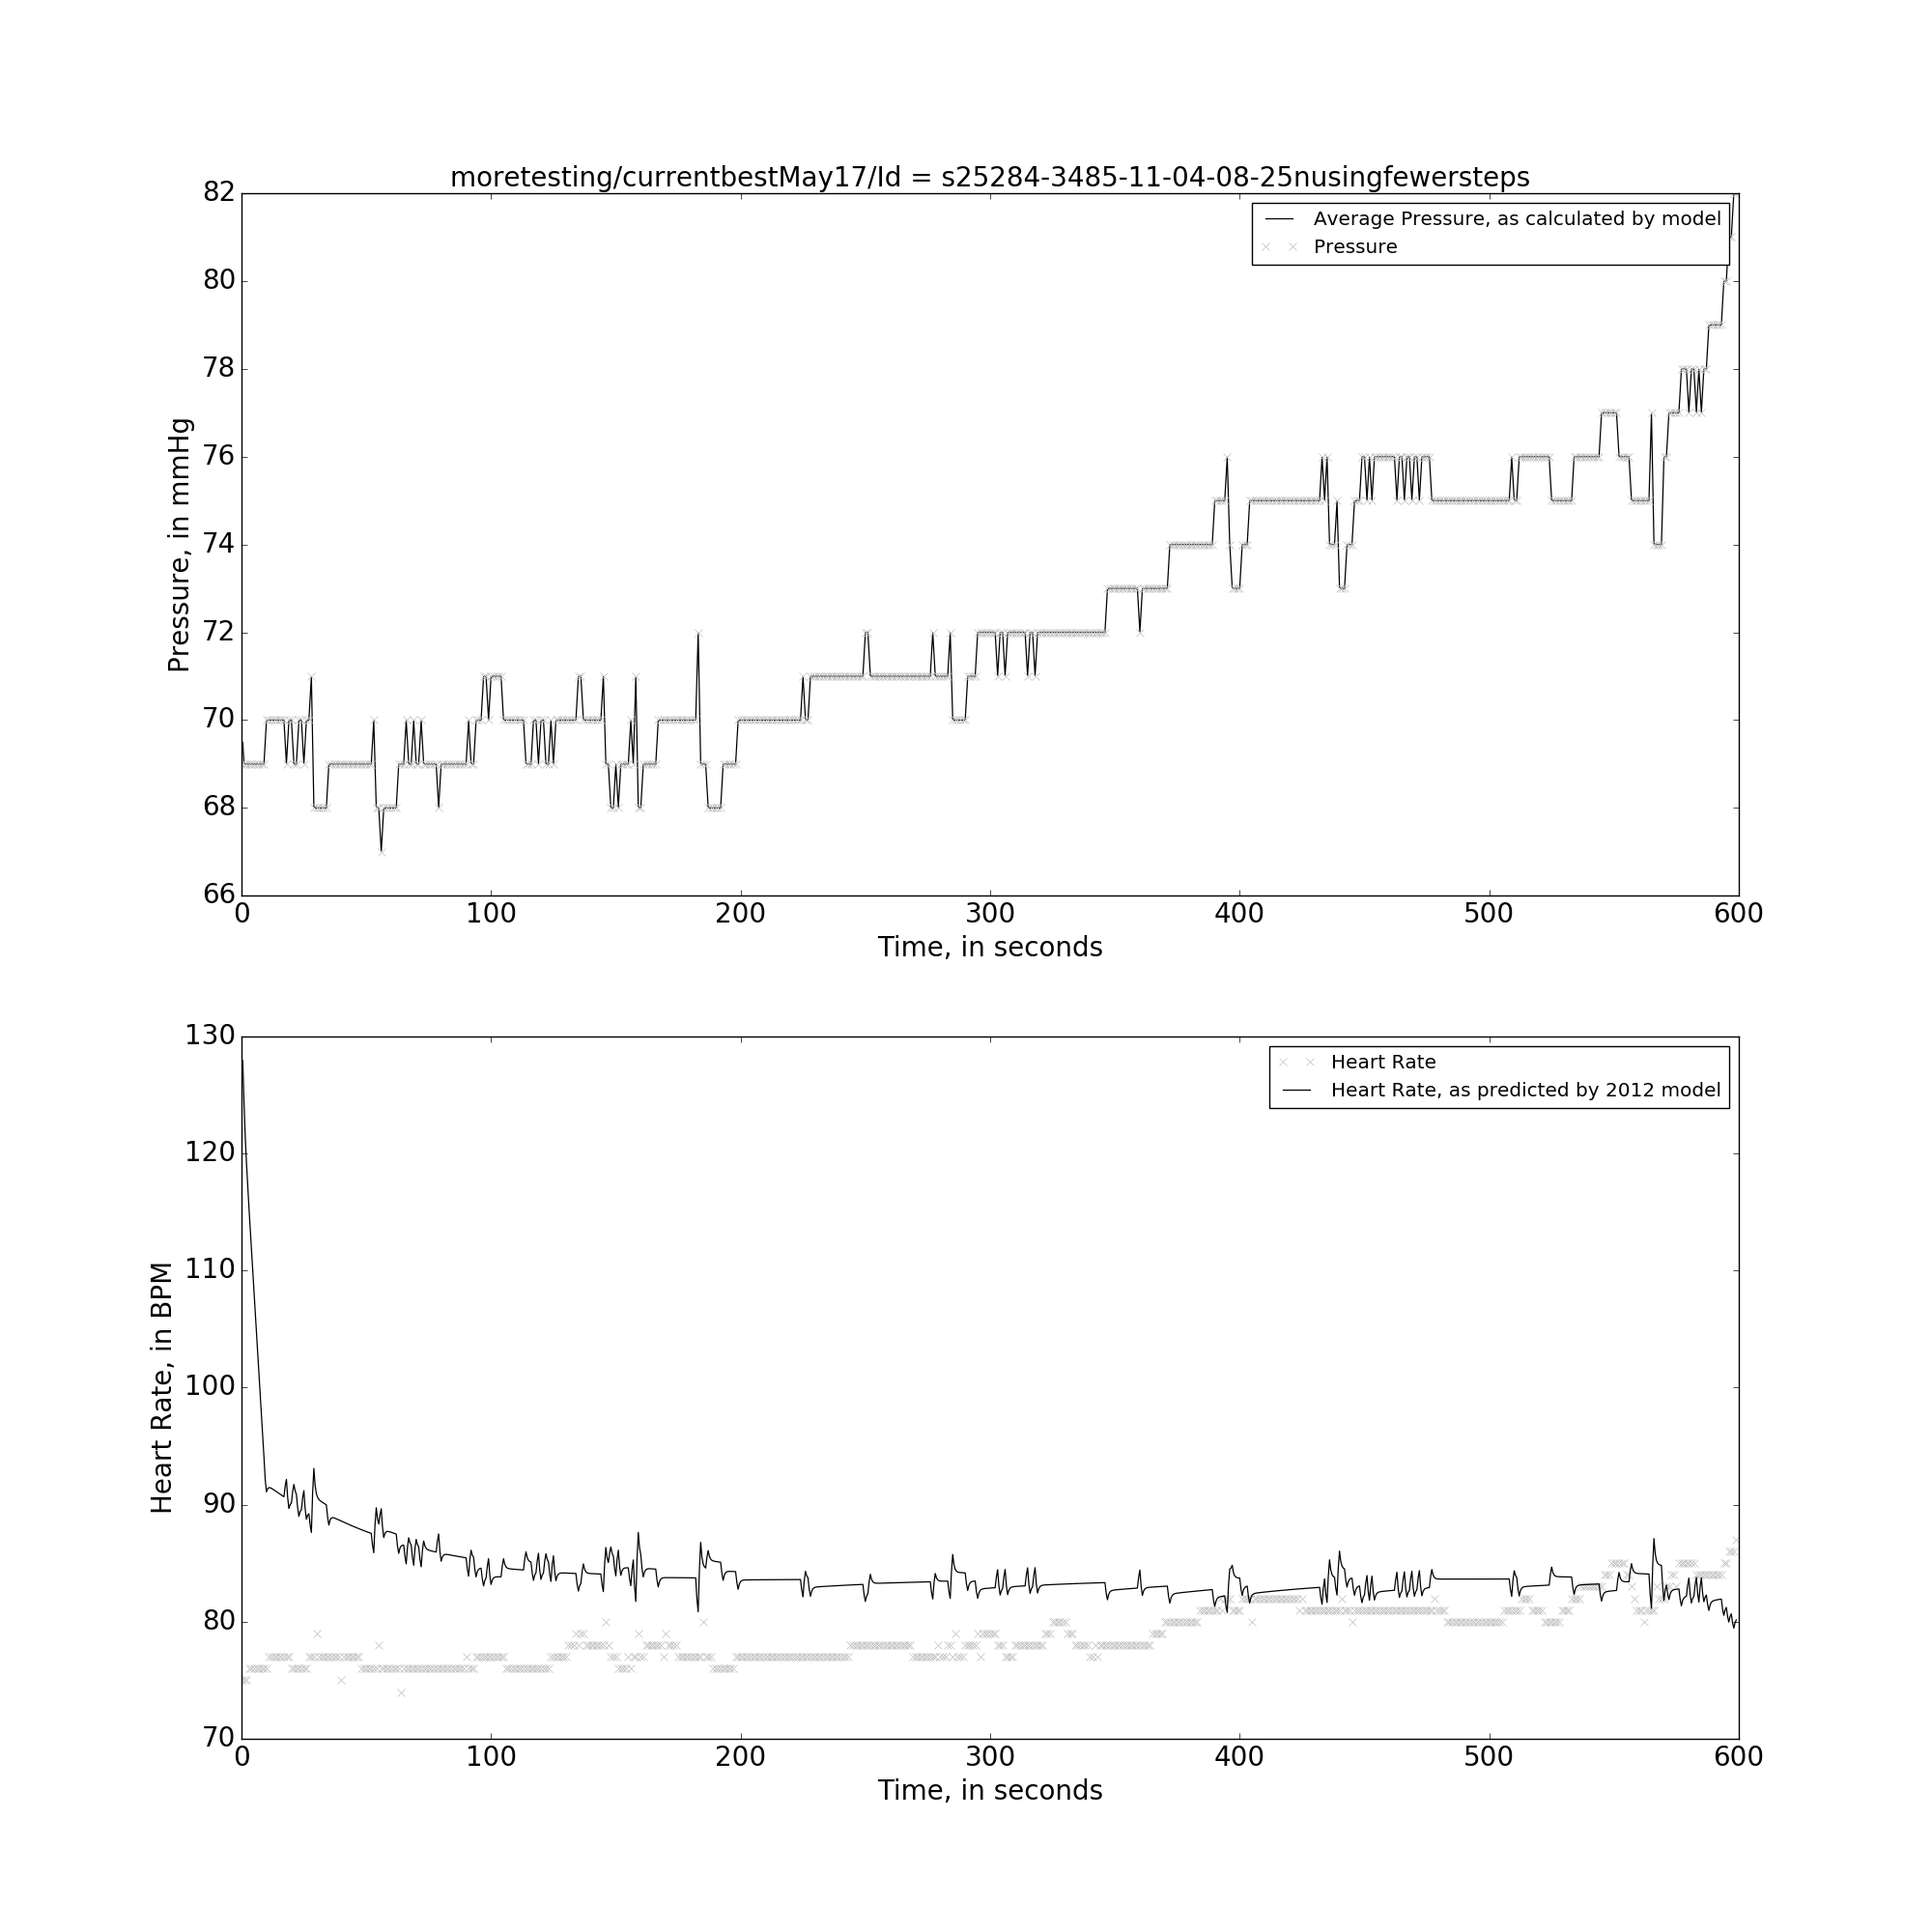 moretesting/currentbestMay17/Id = s25284-3485-11-04-08-25nusingfewersteps
82
80
78
76
74
72
70
68
66
Pressure, in mmHg
Average Pressure, as calculated by model
Pressure
0 100 200 300 400 500 600
Time, in seconds
130
120
110
100
90
80
70
Heart Rate, in BPM
Heart Rate
Heart Rate, as predicted by 2012 model
0 100 200 300 400 500 600
Time, in seconds